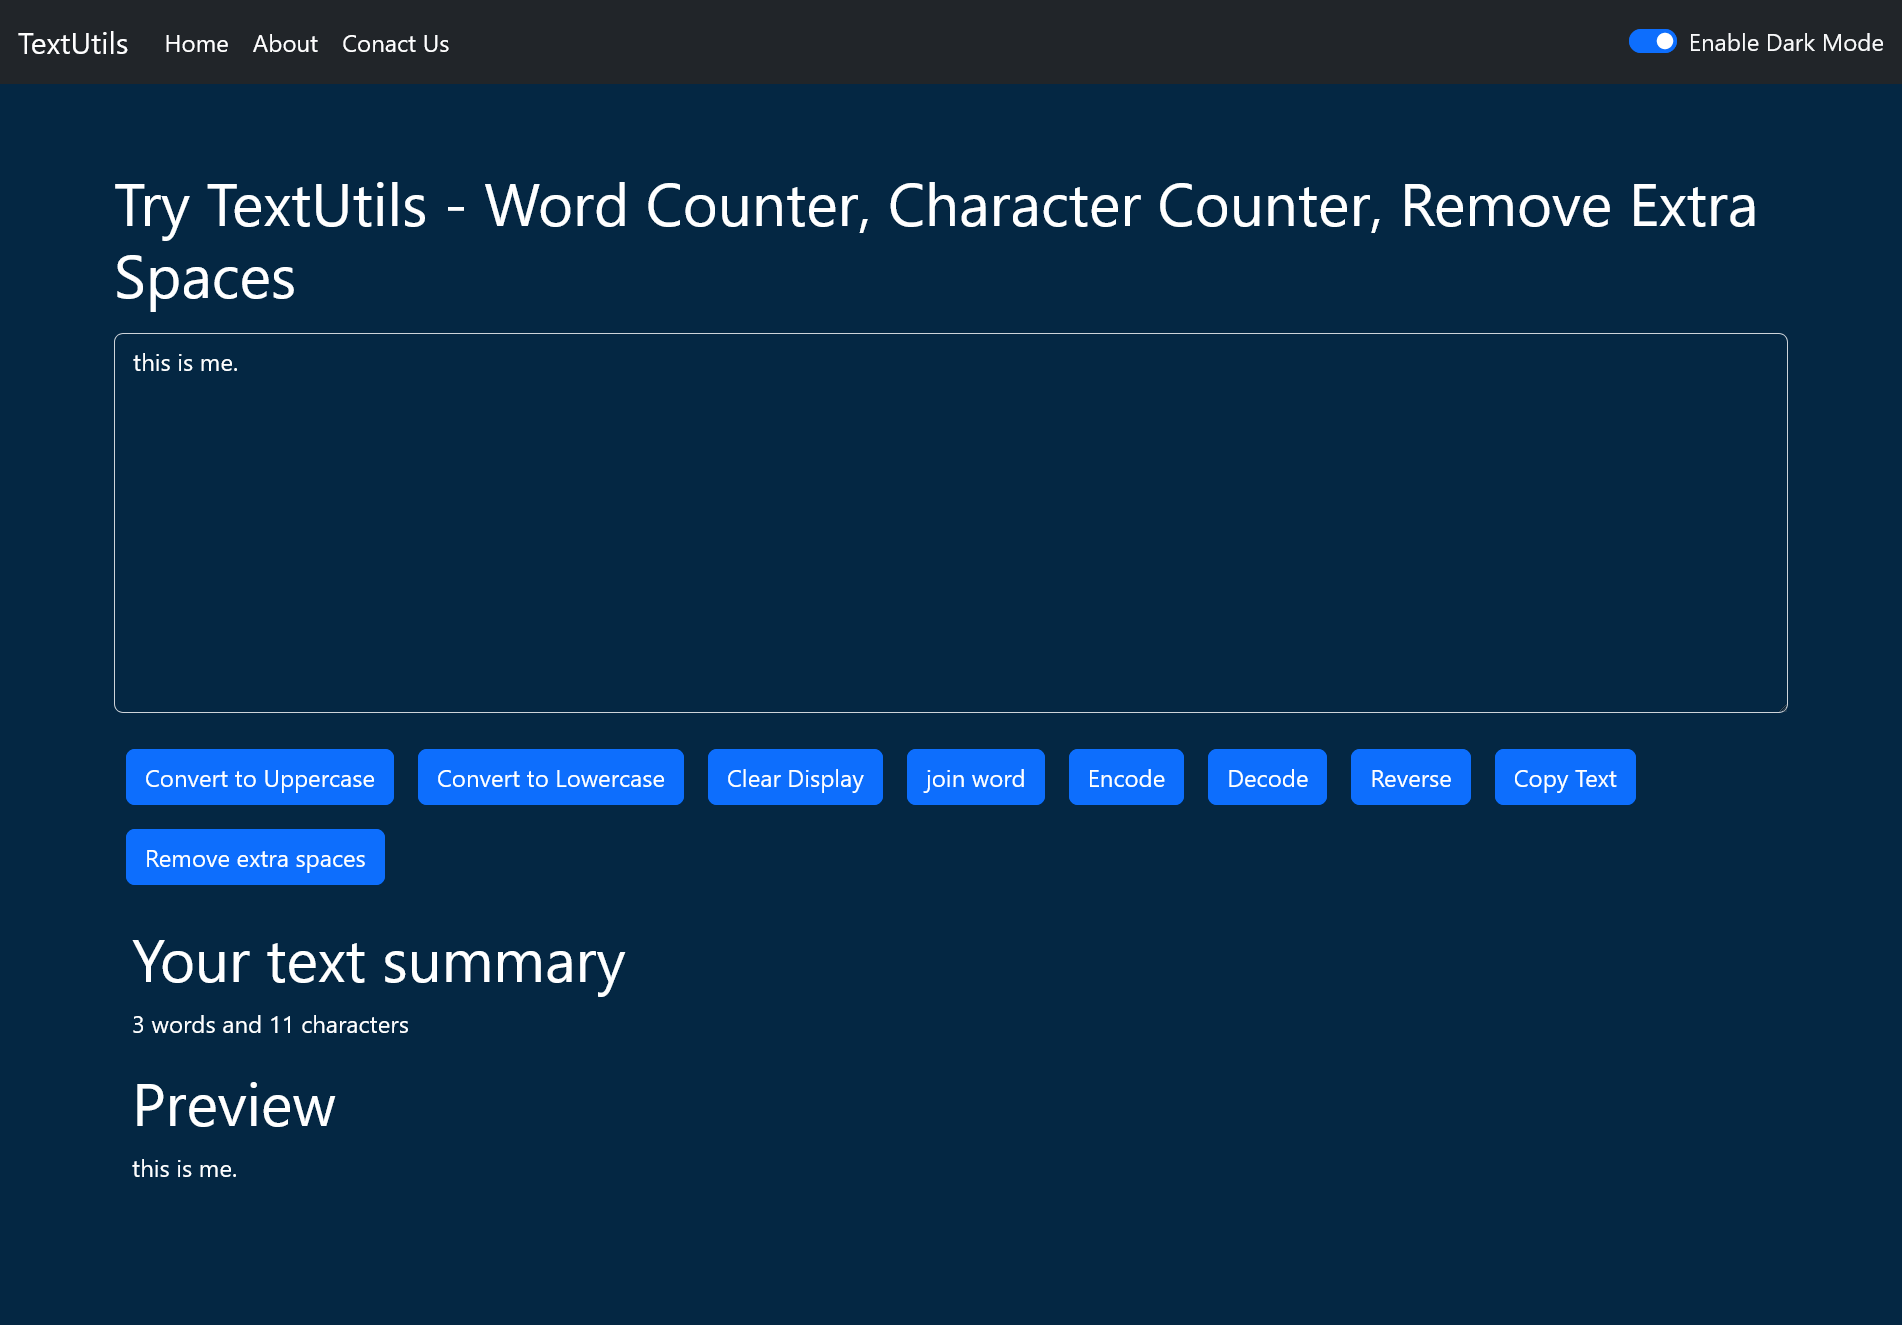 TextUtils Home About Conact Us Enable Dark Mode
Try TextUtils - Word Counter, Character Counter, Remove Extra
Spaces
this is me.
Convert to Uppercase Convert to Lowercase Clear Display join word Encode Decode Reverse Copy Text
Remove extra spaces
Your text summary
3 words and 11 characters
Preview
this is me.